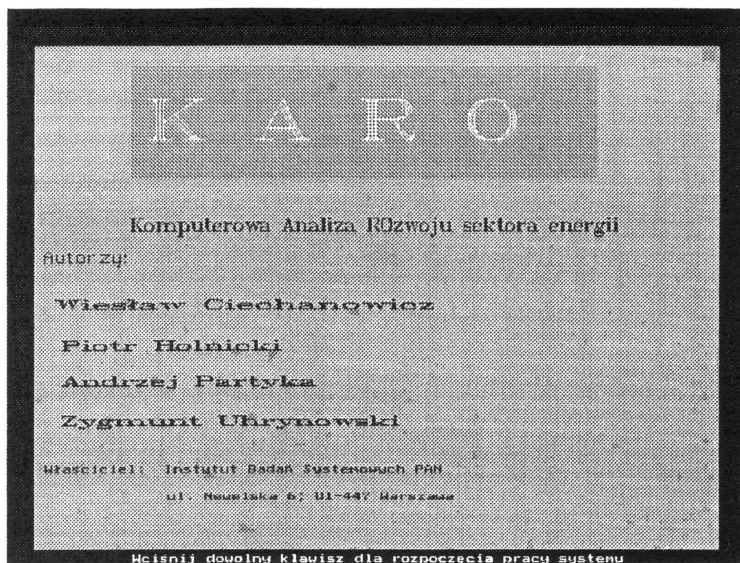 K A R O
Komputerowa Analiza ROzwoju sektora energii
Autorzy:
Wiesław Ciechanowicz
Piotr Holnicki
Andrzej Partyka
Zygmunt Uhrynowski
Właściciel: Instytut Badań Systemowych PAN
ul. Newelska 6; 01-447 Warszawa
Wciśnij dowolny klawisz dla rozpoczęcia pracy systemu